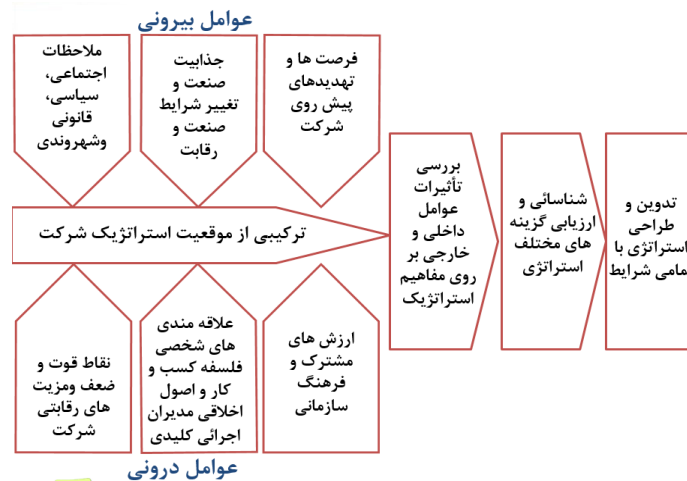 عوامل بیرونی
فرصت ها و
تهدیدهای
پیش روی
شرکت
جذابیت
صنعت و
تغییر شرایط
صنعت و
رقابت
ملاحظات
اجتماعی،
سیاسی،
قانونی
وشهروندی
ترکیبی از موقعیت استراتژیک شرکت
بررسی
تأثیرات
عوامل
داخلی و
خارجی بر
روی مفاهیم
استراتژیک
شناسائی و
ارزیابی گزینه
های مختلف
استراتژی
تدوین و
طراحی
استراتژی با
مامی شرایط
ارزش های
مشترک و
فرهنگ
سازمانی
علاقه مندی
های شخصی
فلسفه کسب و
کار و اصول
اخلاقی مدیران
اجرائی کلیدی
نقاط قوت و
ضعف ومزیت
های رقابتی
شرکت
عوامل درونی